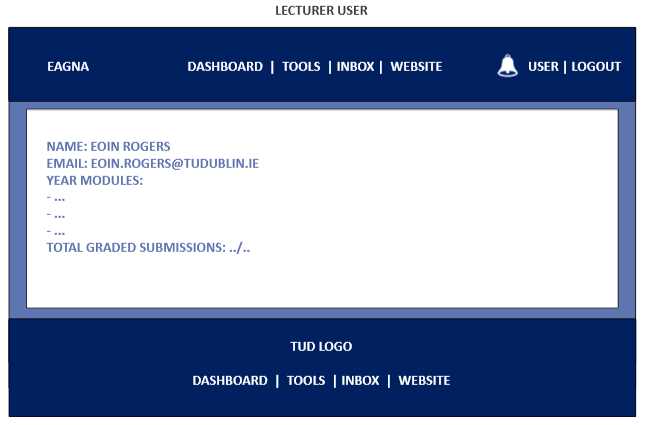 LECTURER USER
EAGNA DASHBOARD | TOOLS | INBOX | WEBSITE USER | LOGOUT
NAME: EOIN ROGERS
EMAIL: EOIN.ROGERS@TUDUBLIN.IE
YEAR MODULES:
- ...
- ...
- ...
TOTAL GRADED SUBMISSIONS: ../..
TUD LOGO
DASHBOARD | TOOLS | INBOX | WEBSITE